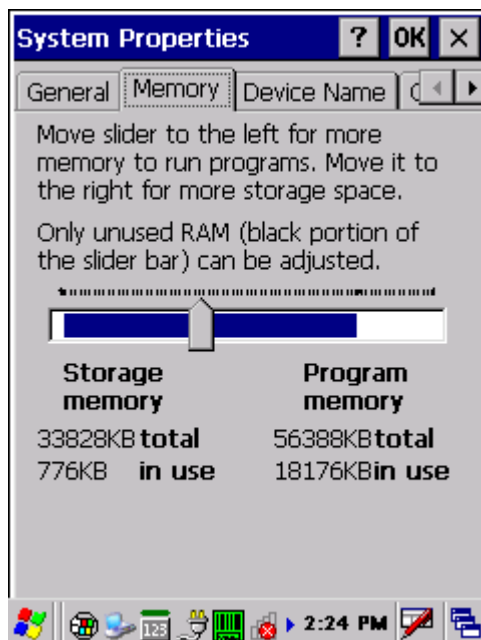 System Properties ? OK ×
General Memory Device Name
Move slider to the left for more
memory to run programs. Move it to
the right for more storage space.
Only unused RAM (black portion of
the slider bar) can be adjusted.
Storage Program
memory memory
33828KB total 56388KB total
776KB in use 18176KB in use
123 2:24 PM